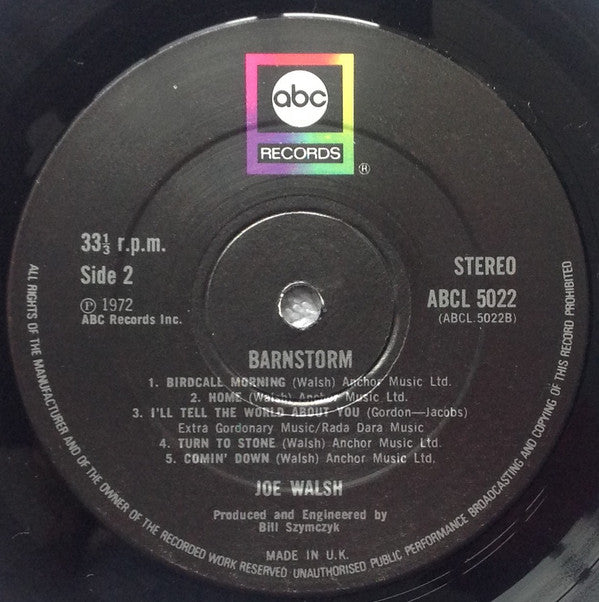 abc
RECORDS
®
33⅓ r.p.m.
Side 2
STEREO
ABCL 5022
(ABCL 5022B)
℗ 1972
ABC Records Inc.
BARNSTORM
1. BIRDCALL MORNING (Walsh) Anchor Music Ltd.
2. HOME (Walsh) Anchor Music Ltd.
3. I'LL TELL THE WORLD ABOUT YOU (Gordon—Jacobs)
Extra Gordonary Music/Rada Dara Music
4. TURN TO STONE (Walsh) Anchor Music Ltd.
5. COMIN' DOWN (Walsh) Anchor Music Ltd.
JOE WALSH
Produced and Engineered by
Bill Szymczyk
MADE IN U.K.
ALL RIGHTS OF THE MANUFACTURER AND OF THE OWNER OF THE RECORDED WORK RESERVED UNAUTHORISED PUBLIC PERFORMANCE BROADCASTING AND COPYING OF THIS RECORD PROHIBITED